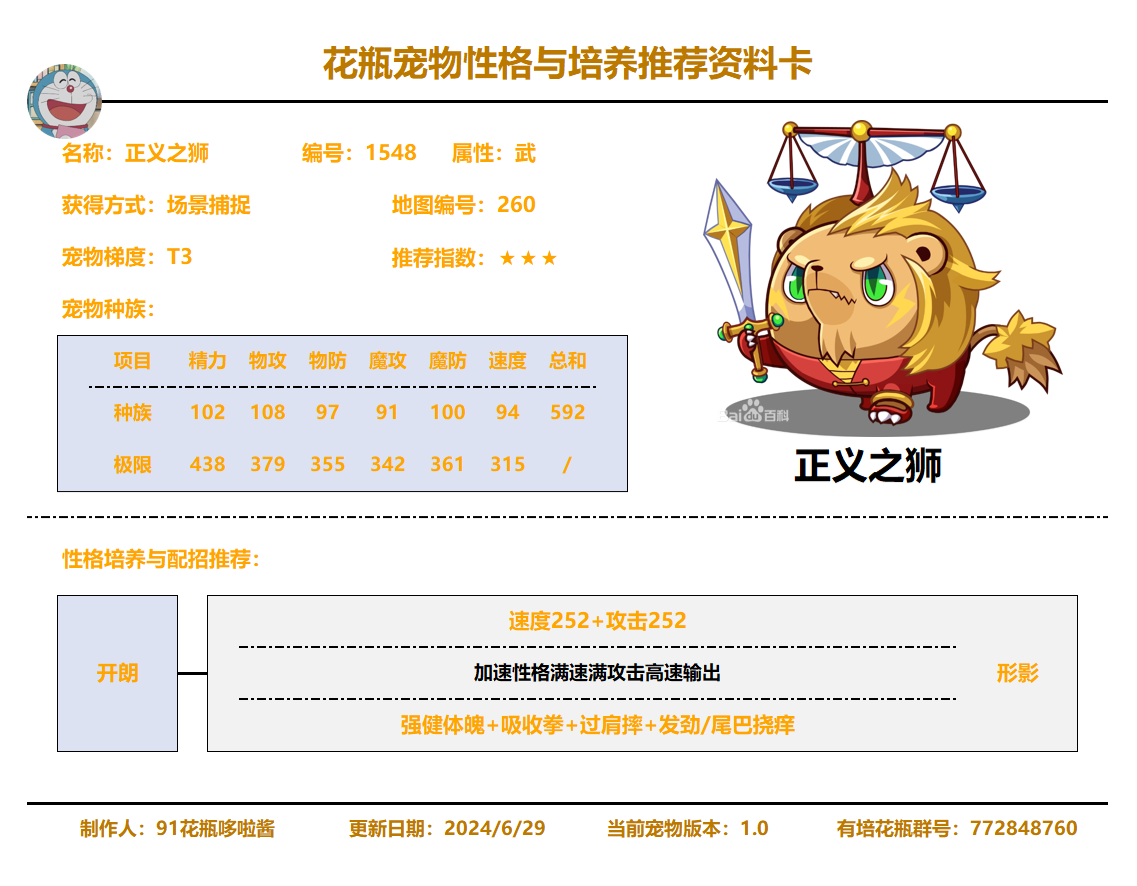 花瓶宠物性格与培养推荐资料卡
名称：正义之狮 编号：1548 属性：武
获得方式：场景捕捉 地图编号：260
宠物梯度：T3 推荐指数：★★★
宠物种族：
项目 精力 物攻 物防 魔攻 魔防 速度 总和
种族 102 108 97 91 100 94 592
极限 438 379 355 342 361 315 /
Baidu百科
正义之狮
性格培养与配招推荐：
速度252+攻击252
开朗 加速性格满速满攻击高速输出 形影
强健体魄+吸收拳+过肩摔+发劲/尾巴挠痒
制作人：91花瓶哆啦酱 更新日期：2024/6/29 当前宠物版本：1.0 有培花瓶群号：772848760